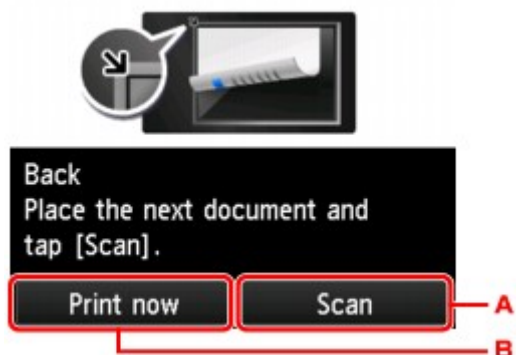 Back
Place the next document and
tap [Scan].
Print now Scan A
B